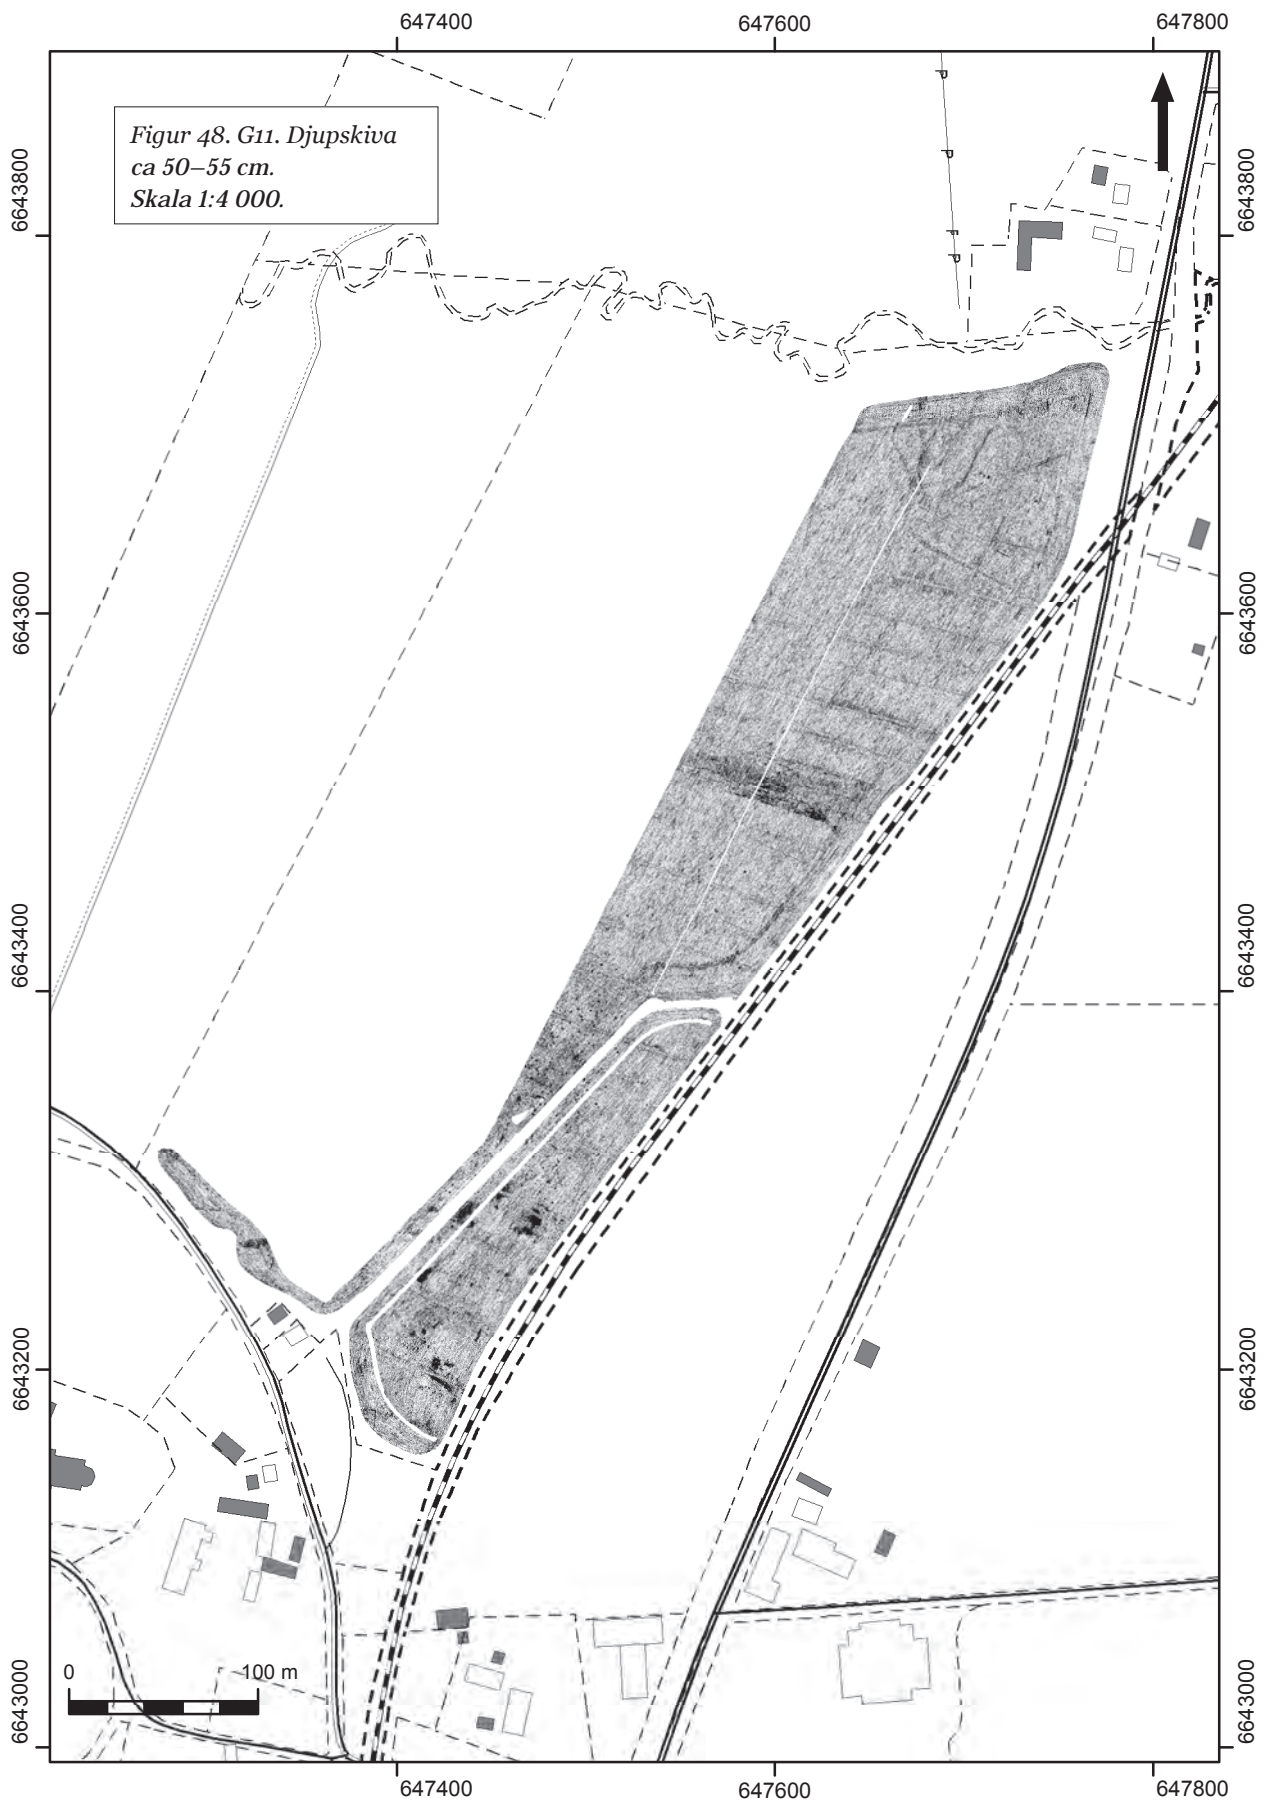 647400 647600 647800
Figur 48. G11. Djupskiva
ca 50–55 cm.
Skala 1:4 000.
P
P
P
P
6643800 6643800
6643600 6643600
6643400 6643400
6643200 6643200
0 100 m
6643000 6643000
647400 647600 647800